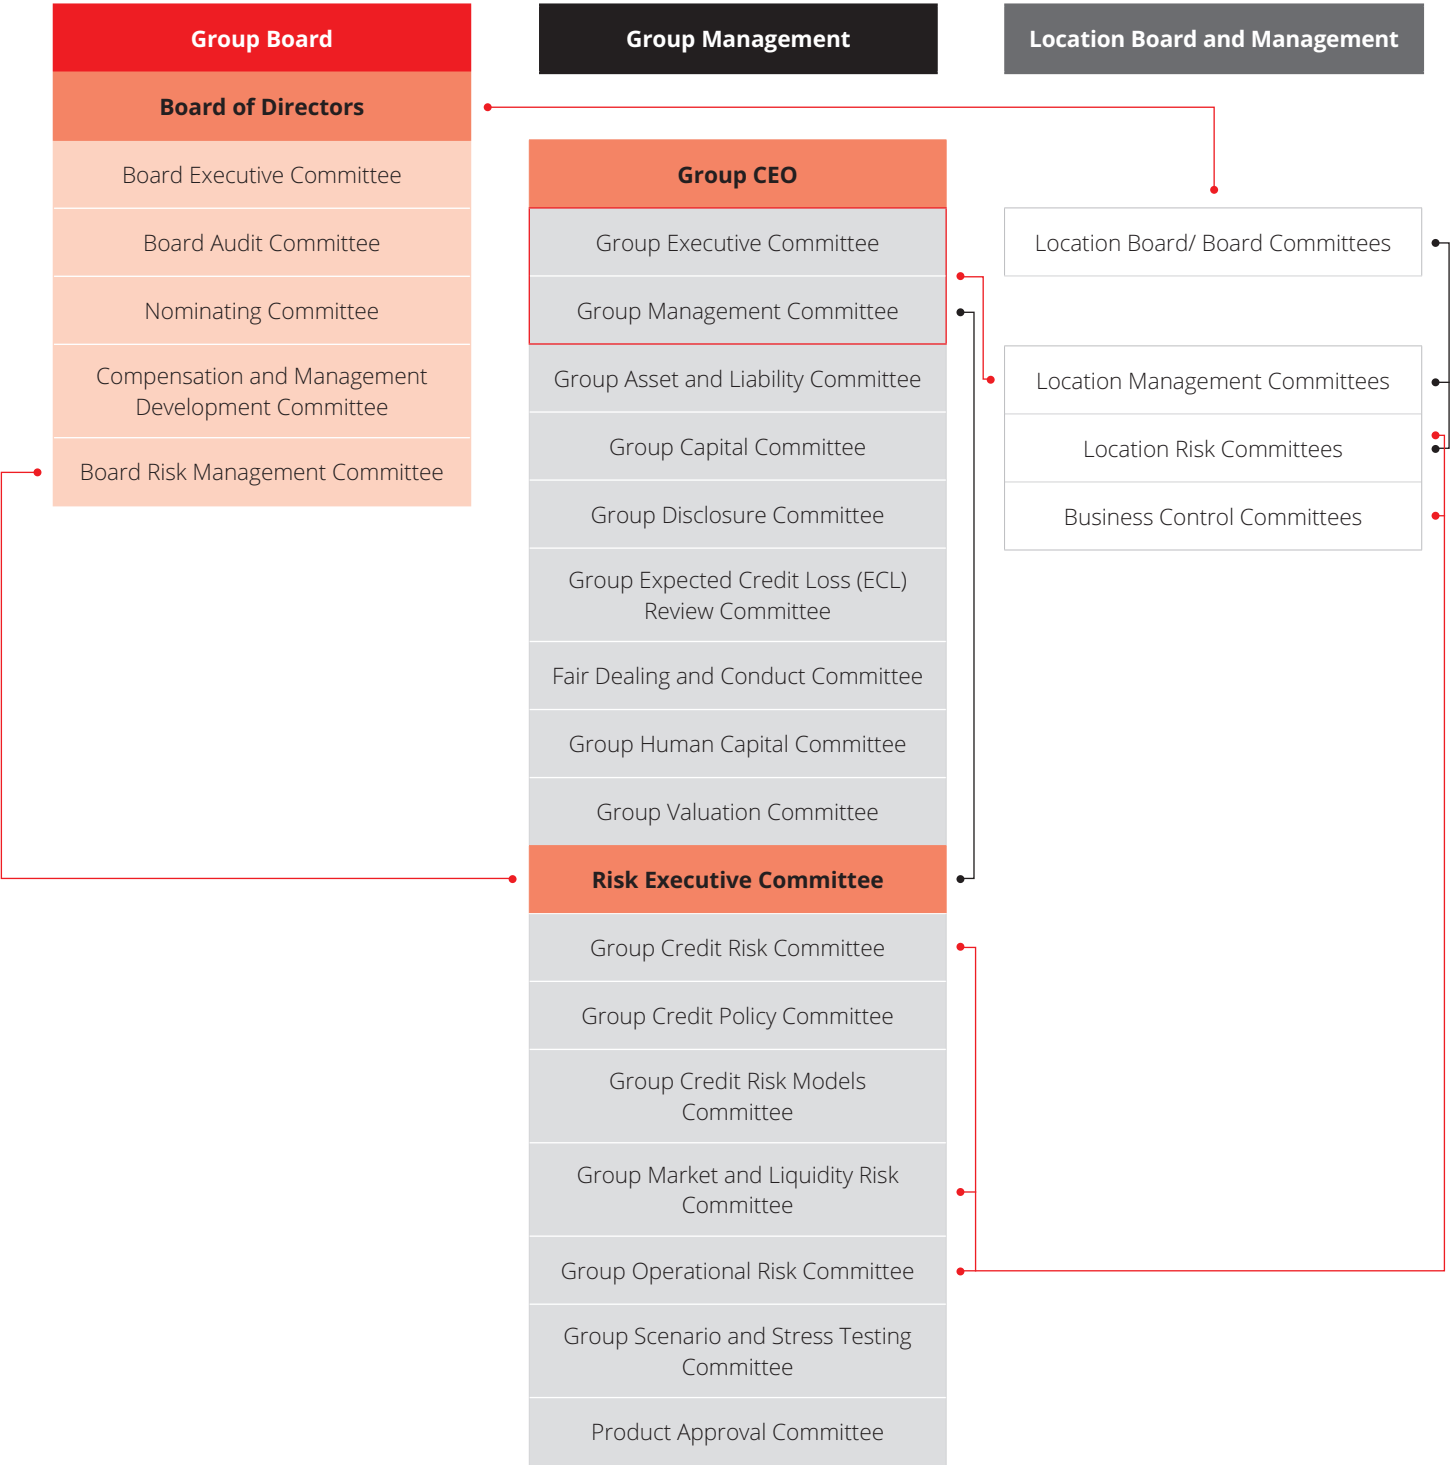 Group Board
Board of Directors
Board Executive Committee
Board Audit Committee
Nominating Committee
Compensation and Management
Development Committee
Board Risk Management Committee
Group Management
Group CEO
Group Executive Committee
Group Management Committee
Group Asset and Liability Committee
Group Capital Committee
Group Disclosure Committee
Group Expected Credit Loss (ECL)
Review Committee
Fair Dealing and Conduct Committee
Group Human Capital Committee
Group Valuation Committee
Risk Executive Committee
Group Credit Risk Committee
Group Credit Policy Committee
Group Credit Risk Models
Committee
Group Market and Liquidity Risk
Committee
Group Operational Risk Committee
Group Scenario and Stress Testing
Committee
Product Approval Committee
Location Board and Management
Location Board/ Board Committees
Location Management Committees
Location Risk Committees
Business Control Committees